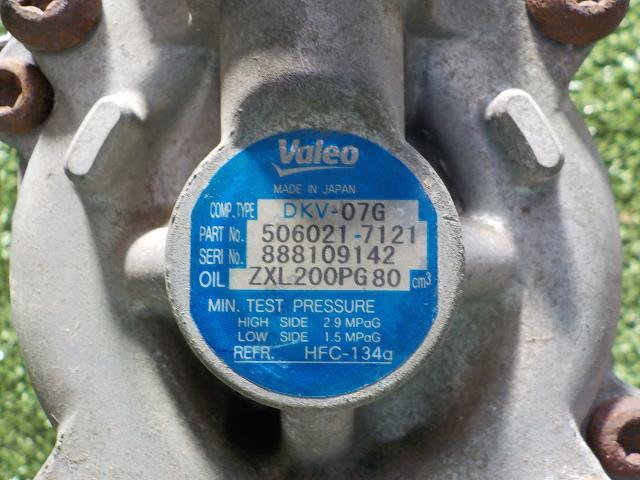 Valeo
MADE IN JAPAN
COMP. TYPE DKV-07G
PART No. 506021-7121
SERI No. 888109142
OIL ZXL200PG 80 cm³
MIN. TEST PRESSURE
HIGH SIDE 2.9 MPaG
LOW SIDE 1.5 MPaG
REFR. HFC-134a